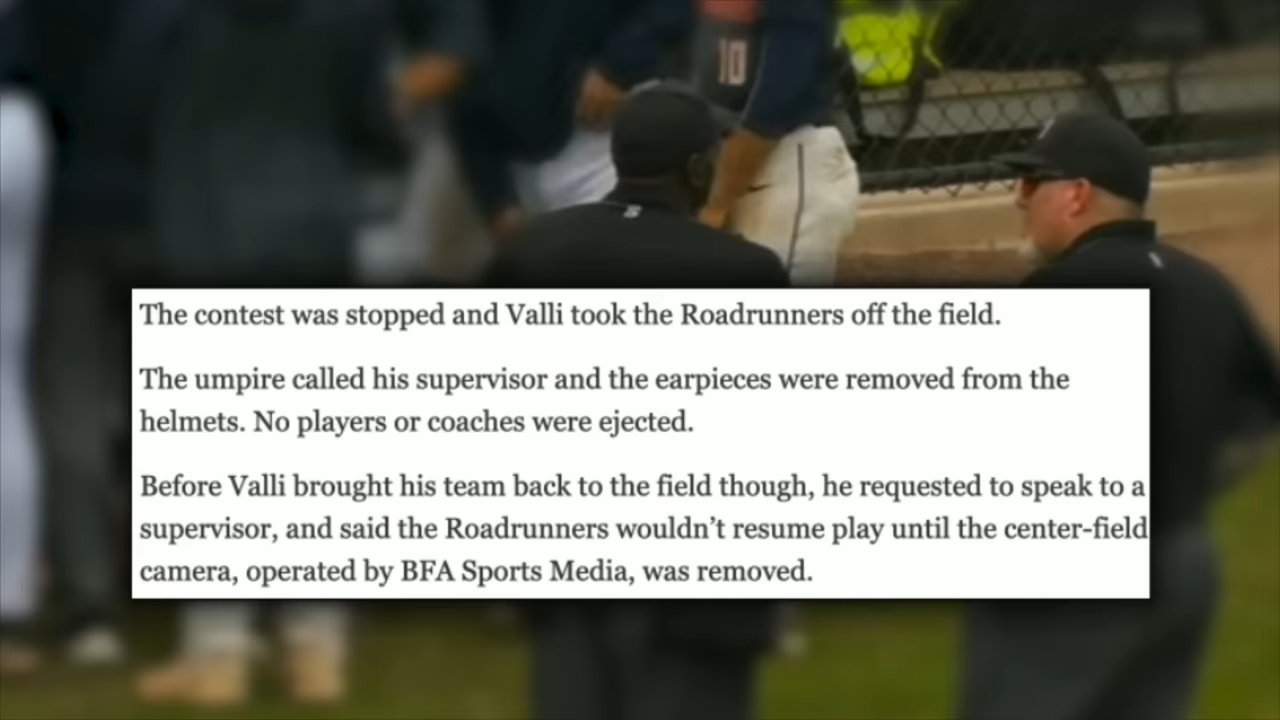 10
The contest was stopped and Valli took the Roadrunners off the field.
The umpire called his supervisor and the earpieces were removed from the
helmets. No players or coaches were ejected.
Before Valli brought his team back to the field though, he requested to speak to a
supervisor, and said the Roadrunners wouldn’t resume play until the center-field
camera, operated by BFA Sports Media, was removed.